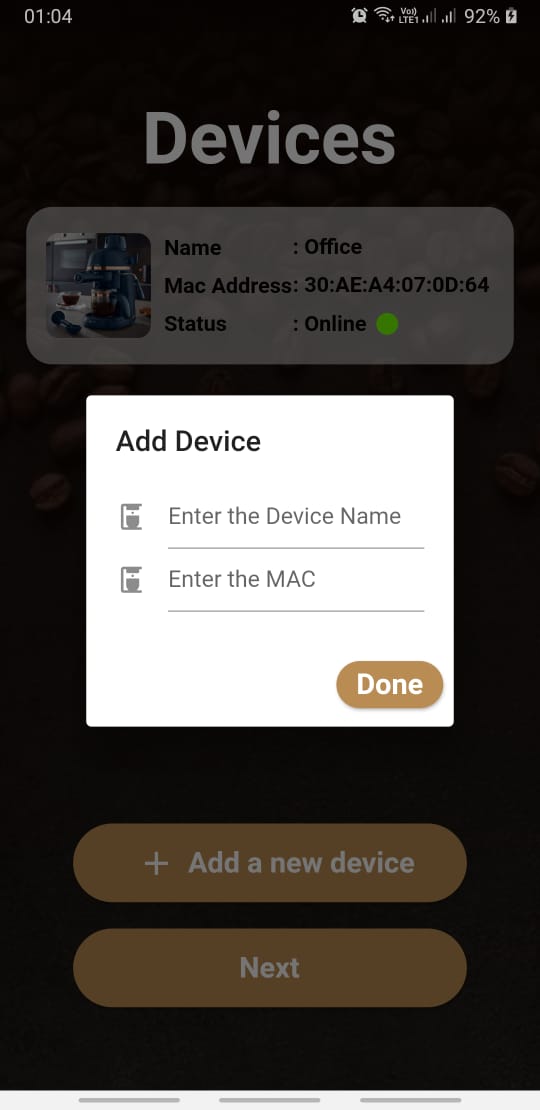 01:04
Vo)) LTE1 92%
Devices
Name : Office
Mac Address: 30:AE:A4:07:0D:64
Status : Online
Add Device
Enter the Device Name
Enter the MAC
Done
+ Add a new device
Next